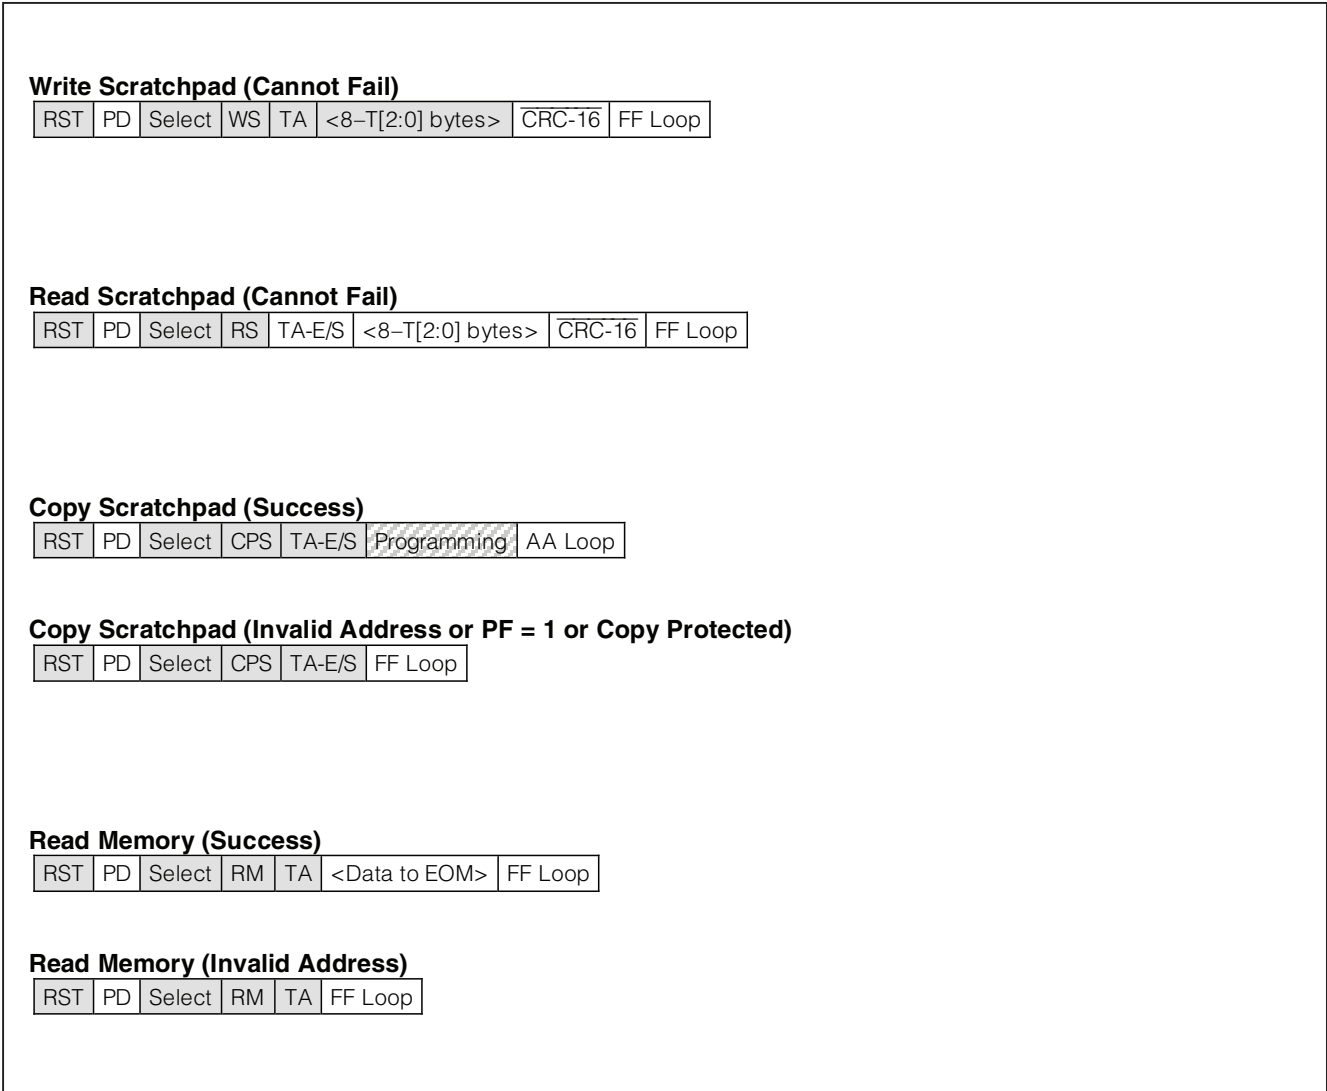 Write Scratchpad (Cannot Fail)
RST PD Select WS TA <8–T[2:0] bytes> CRC-16 FF Loop
Read Scratchpad (Cannot Fail)
RST PD Select RS TA-E/S <8–T[2:0] bytes> CRC-16 FF Loop
Copy Scratchpad (Success)
RST PD Select CPS TA-E/S Programming AA Loop
Copy Scratchpad (Invalid Address or PF = 1 or Copy Protected)
RST PD Select CPS TA-E/S FF Loop
Read Memory (Success)
RST PD Select RM TA <Data to EOM> FF Loop
Read Memory (Invalid Address)
RST PD Select RM TA FF Loop